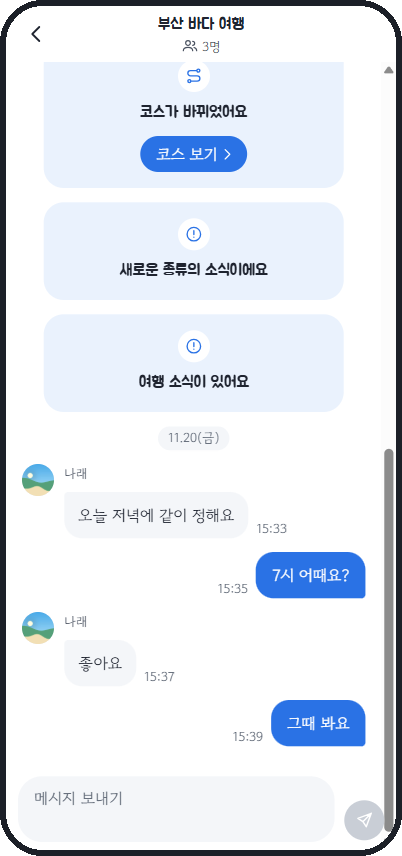 부산 바다 여행
3명
코스가 바뀌었어요
코스 보기
새로운 종류의 소식이에요
여행 소식이 있어요
11.20(금)
나래
오늘 저녁에 같이 정해요
15:33
15:35
7시 어때요?
나래
좋아요
15:37
15:39
그때 봐요
메시지 보내기